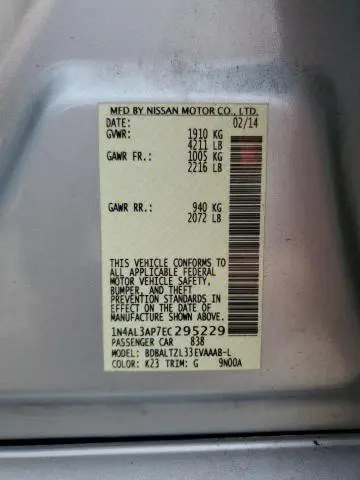 MFD BY NISSAN MOTOR CO., LTD.
DATE: 02/14
GVWR: 1910 KG
4211 LB
GAWR FR.: 1005 KG
2216 LB
GAWR RR.: 940 KG
2072 LB
THIS VEHICLE CONFORMS TO
ALL APPLICABLE FEDERAL
MOTOR VEHICLE SAFETY,
BUMPER, AND THEFT
PREVENTION STANDARDS IN
EFFECT ON THE DATE OF
MANUFACTURE SHOWN ABOVE.
1N4AL3AP7EC295229
PASSENGER CAR 838
MODEL: BDBALTZL33EVAAAB-L
COLOR: K23 TRIM: G 9N00A